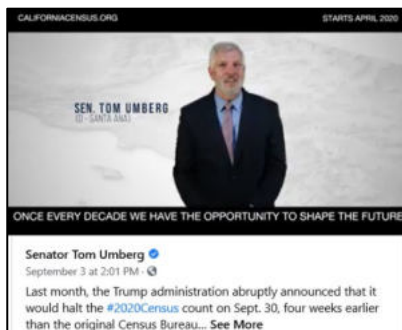 CALIFORNIACENSUS.ORG STARTS APRIL 2020
SEN. TOM UMBERG
(D - SANTA ANA)
ONCE EVERY DECADE WE HAVE THE OPPORTUNITY TO SHAPE THE FUTURE
Senator Tom Umberg
September 3 at 2:01 PM ·
Last month, the Trump administration abruptly announced that it
would halt the #2020Census count on Sept. 30, four weeks earlier
than the original Census Bureau... See More